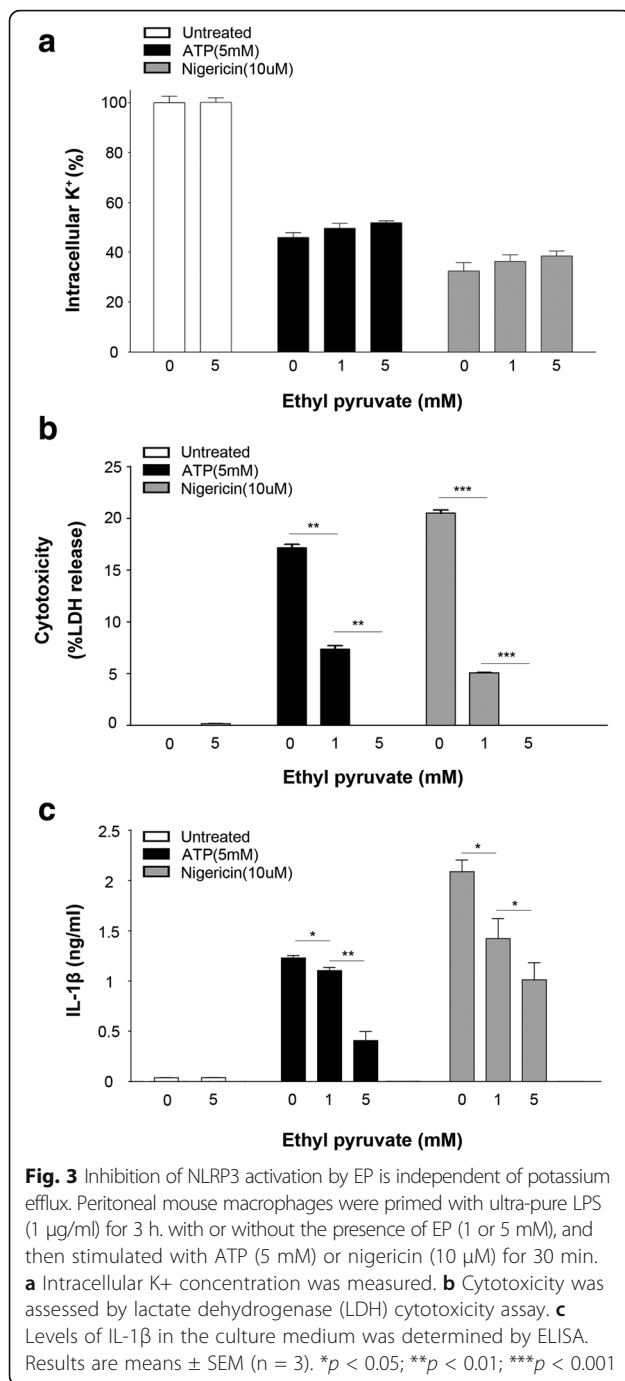 a
Untreated
ATP(5mM)
Nigericin(10uM)
Intracellular K+(%)
100
80
60
40
20
0
0 5 0 1 5 0 1 5
Ethyl pyruvate (mM)
b
Untreated
ATP(5mM)
Nigericin(10uM)
Cytotoxicity
(%LDH release)
25
20
15
10
5
0
** ** *** ***
0 5 0 1 5 0 1 5
Ethyl pyruvate (mM)
c
Untreated
ATP(5mM)
Nigericin(10uM)
IL-1β (ng/ml)
2.5
2
1.5
1
0.5
0
* ** * *
0 5 0 1 5 0 1 5
Ethyl pyruvate (mM)
Fig. 3 Inhibition of NLRP3 activation by EP is independent of potassium
efflux. Peritoneal mouse macrophages were primed with ultra-pure LPS
(1 μg/ml) for 3 h. with or without the presence of EP (1 or 5 mM), and
then stimulated with ATP (5 mM) or nigericin (10 μM) for 30 min.
a Intracellular K+ concentration was measured. b Cytotoxicity was
assessed by lactate dehydrogenase (LDH) cytotoxicity assay. c
Levels of IL-1β in the culture medium was determined by ELISA.
Results are means ± SEM (n = 3). *p < 0.05; **p < 0.01; ***p < 0.001